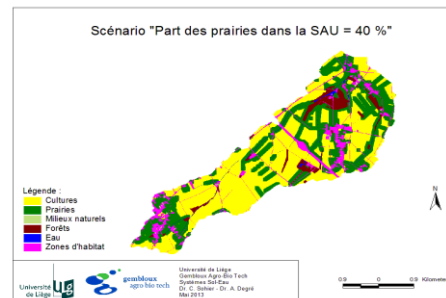 Scénario "Part des prairies dans la SAU = 40 %"
Légende :
Cultures
Prairies
Milieux naturels
Forêts
Eau
Zones d'habitat
N
Université
de Liège
gembloux
agro bio tech
Université de Liège
Gembloux Agro-Bio Tech
Systèmes Sol-Eau
Dr. C. Sohier - Dr. A. Degré
Mai 2013
0.9 0 0.9 Kilomete